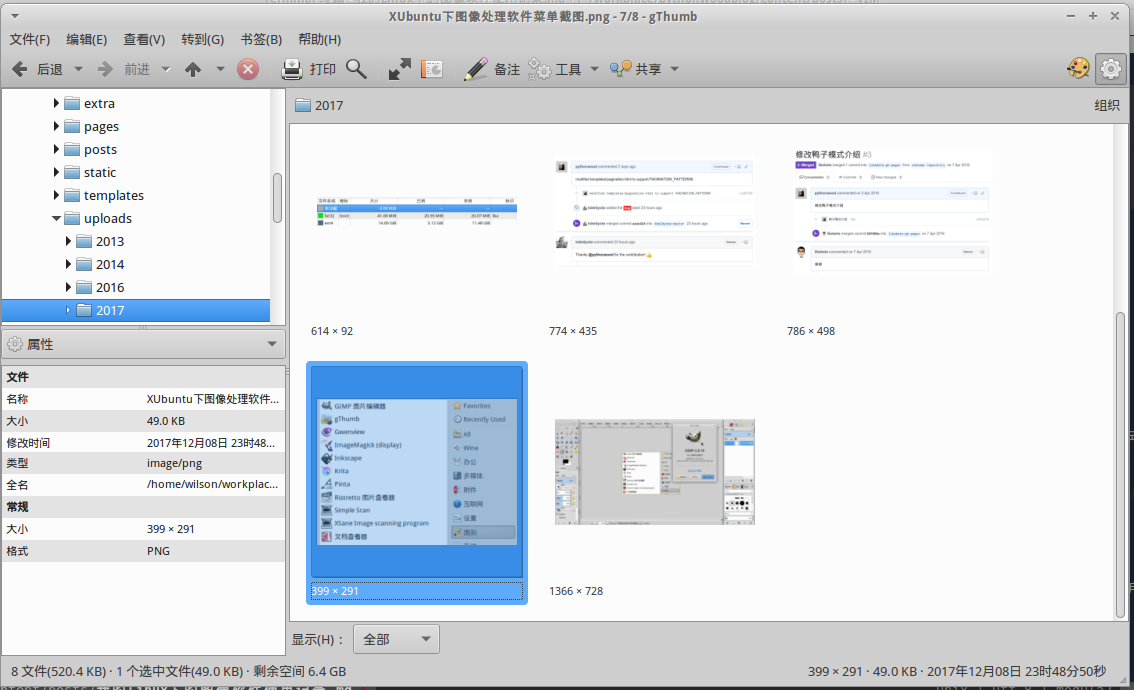 XUbuntu下图像处理软件菜单截图.png - 7/8 - gThumb
文件(F) 编辑(E) 查看(V) 转到(G) 书签(B) 帮助(H)
后退 前进 打印 备注 工具 共享
extra
pages
posts
static
templates
uploads
2013
2014
2016
2017
属性
文件
名称 XUbuntu下图像处理软件...
大小 49.0 KB
修改时间 2017年12月08日 23时48...
类型 image/png
全名 /home/wilson/workplac...
常规
大小 399 × 291
格式 PNG
2017 组织
修改鸭子模式介绍 #3
614 × 92 774 × 435 786 × 498
GIMP 图片编辑器
gThumb
Gwenview
ImageMagick (display)
Inkscape
Krita
Pinta
Ristretto 图片查看器
Simple Scan
XSane Image scanning program
文档查看器
Favorites
Recently Used
All
Wine
办公
多媒体
附件
互联网
设置
图形
399 × 291 1366 × 728
显示(H)： 全部
8 文件(520.4 KB) · 1 个选中文件(49.0 KB) · 剩余空间 6.4 GB
399 × 291 · 49.0 KB · 2017年12月08日 23时48分50秒